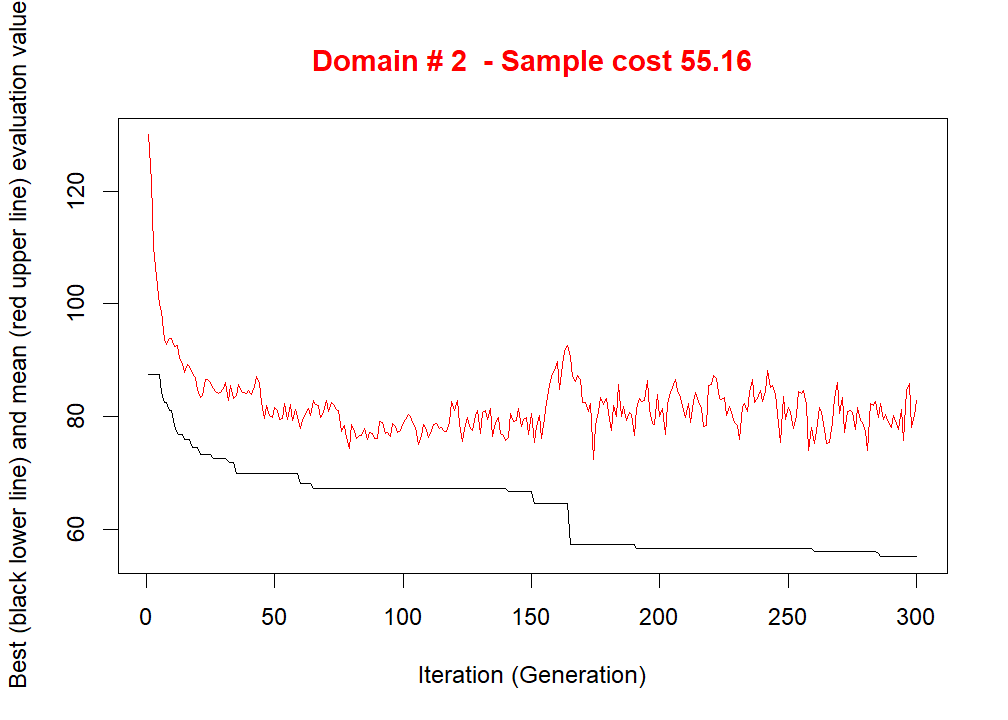 Domain # 2  - Sample cost 55.16
Best (black lower line) and mean (red upper line) evaluation value
120
100
80
60
0 50 100 150 200 250 300
Iteration (Generation)